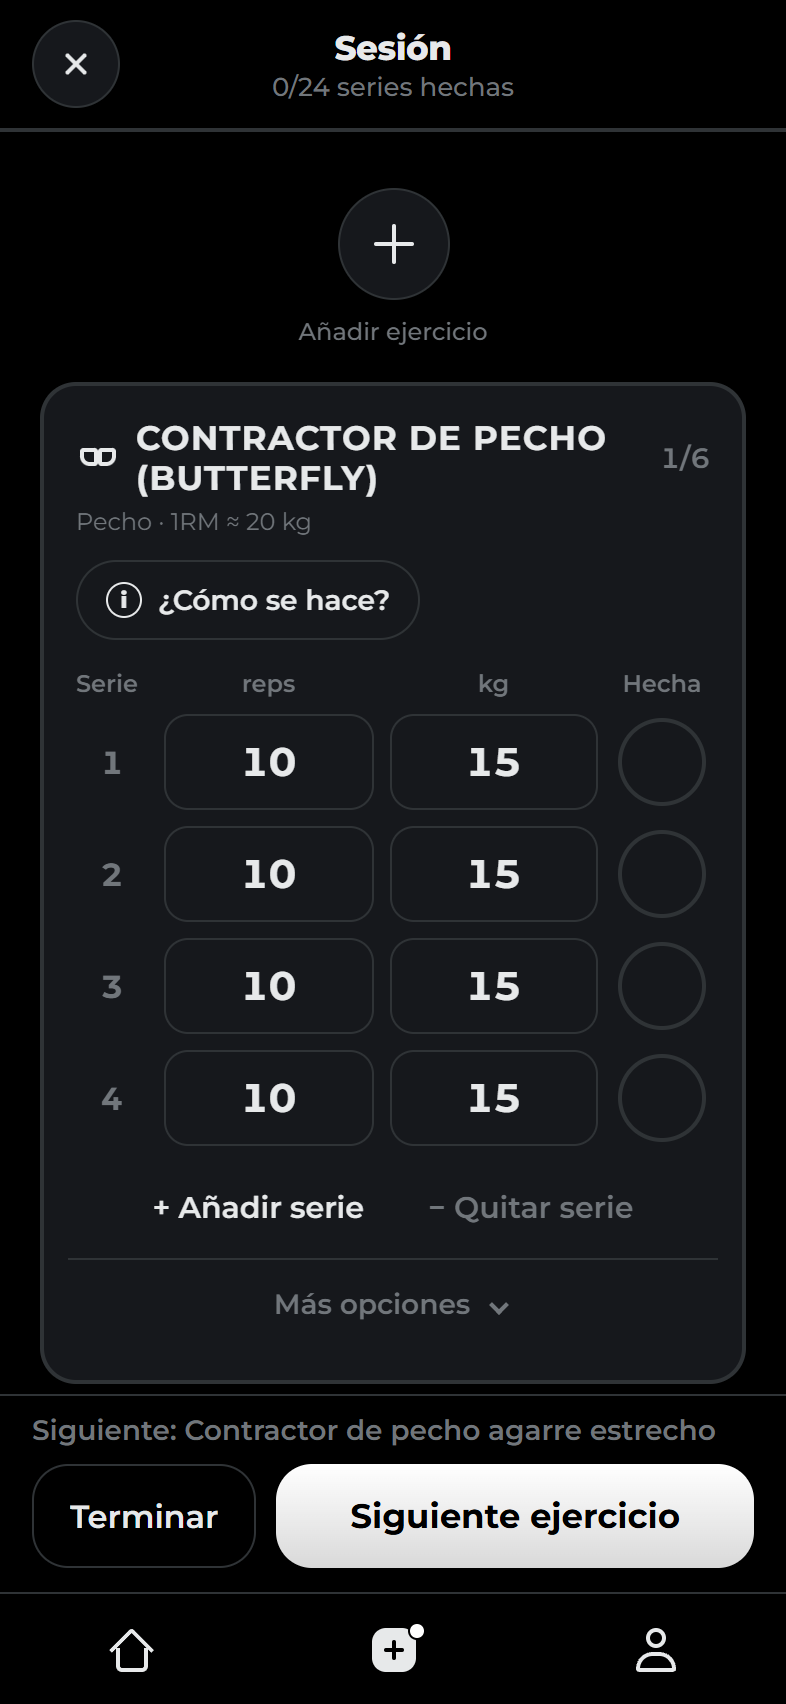 Sesión
0/24 series hechas
Añadir ejercicio
CONTRACTOR DE PECHO
(BUTTERFLY)
1/6
Pecho · 1RM ≈ 20 kg
¿Cómo se hace?
Serie reps kg Hecha
1 10 15
2 10 15
3 10 15
4 10 15
+ Añadir serie − Quitar serie
Más opciones
Siguiente: Contractor de pecho agarre estrecho
Terminar Siguiente ejercicio